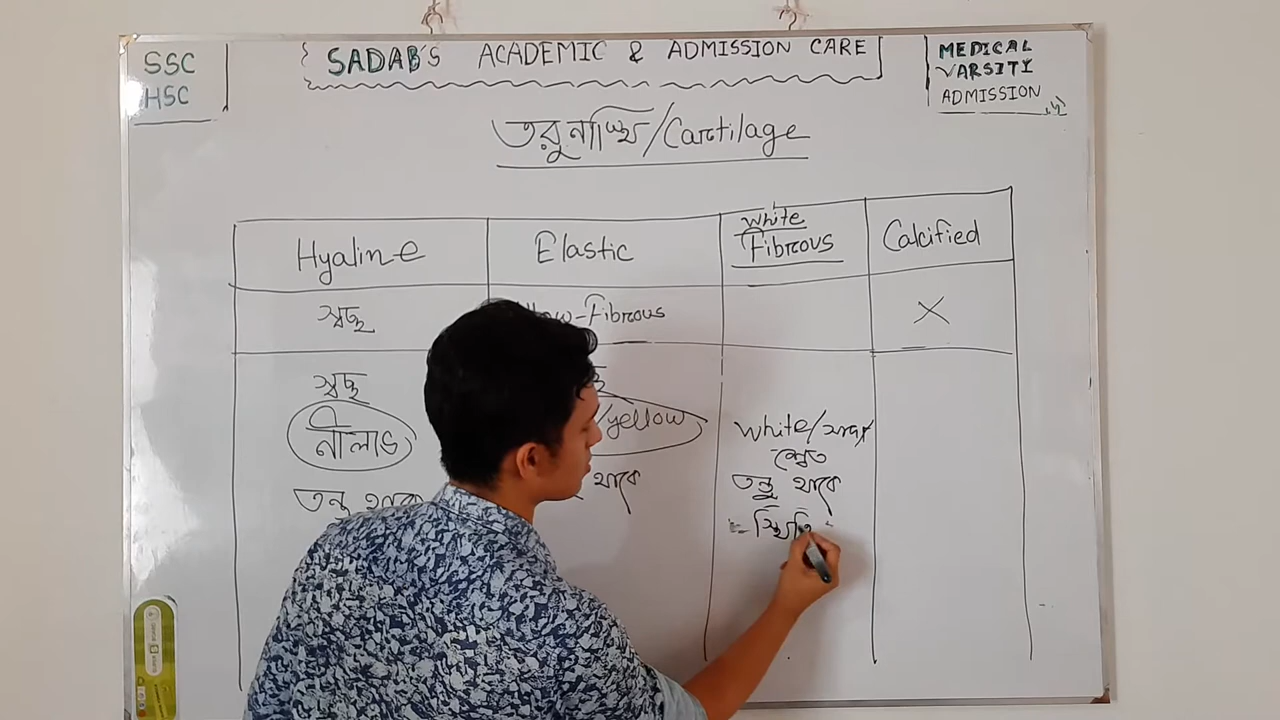 SSC
HSC
SADAB'S ACADEMIC & ADMISSION CARE
MEDICAL
VARSITY
ADMISSION
তরুনাস্থি/Cartilage
Hyaline
Elastic
White
Fibrous
Calcified
স্বচ্ছ
-Fibrous
X
স্বচ্ছ
নীলাভ
তন্তু থাকে
/yellow
থাকে
white/সাদা
শ্বেত
তন্তু থাকে